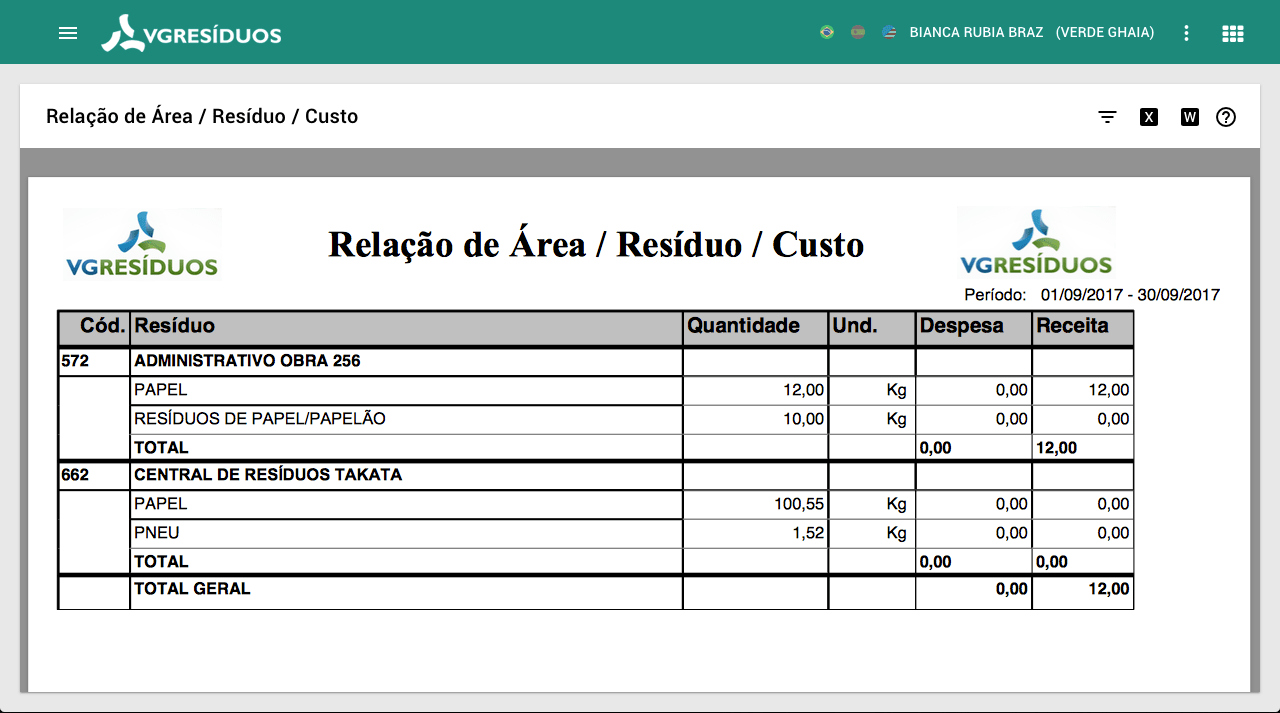 VGRESÍDUOS BIANCA RUBIA BRAZ (VERDE GHAIA)
Relação de Área / Resíduo / Custo X W ?
VGRESÍDUOS Relação de Área / Resíduo / Custo VGRESÍDUOS
Período: 01/09/2017 - 30/09/2017
Cód. Resíduo Quantidade Und. Despesa Receita
572 ADMINISTRATIVO OBRA 256
PAPEL 12,00 Kg 0,00 12,00
RESÍDUOS DE PAPEL/PAPELÃO 10,00 Kg 0,00 0,00
TOTAL 0,00 12,00
662 CENTRAL DE RESÍDUOS TAKATA
PAPEL 100,55 Kg 0,00 0,00
PNEU 1,52 Kg 0,00 0,00
TOTAL 0,00 0,00
TOTAL GERAL 0,00 12,00